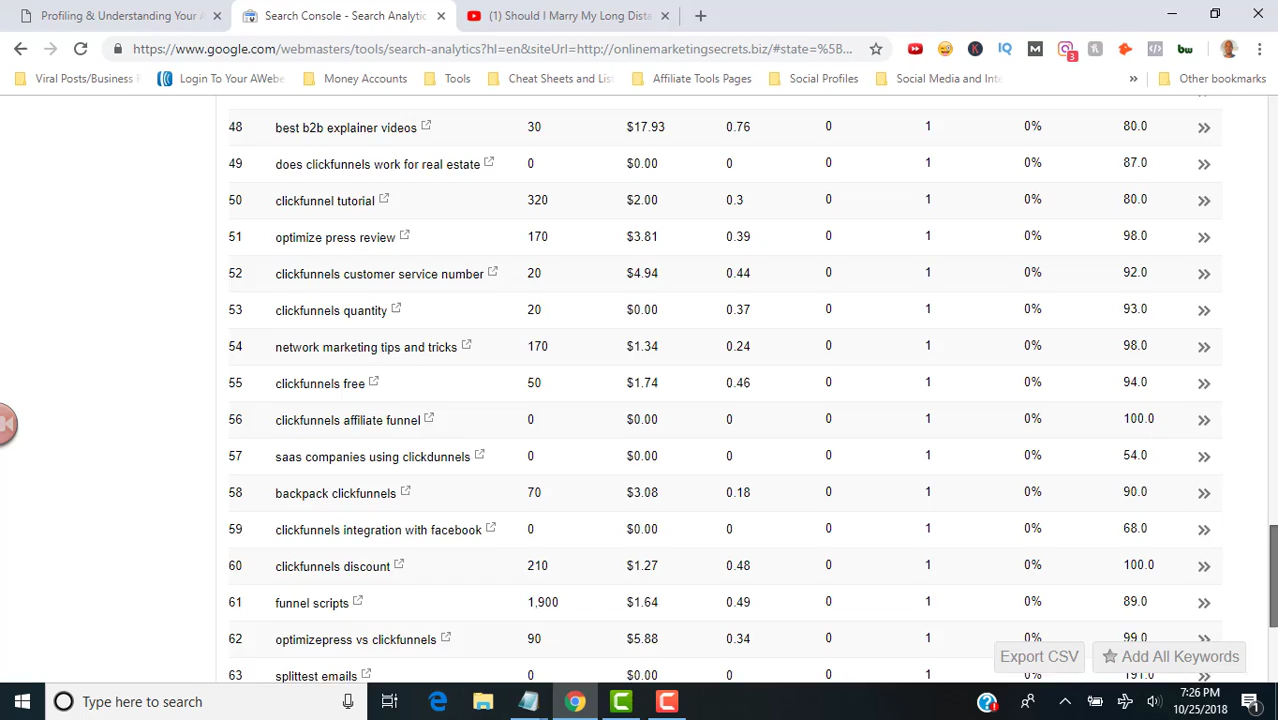 Profiling & Understanding Your A
Search Console - Search Analytic
(1) Should I Marry My Long Dista
https://www.google.com/webmasters/tools/search-analytics?hl=en&siteUrl=http://onlinemarketingsecrets.biz/#state=%5B...
K
IQ
M
3
bw
Viral Posts/Business
Login To Your AWebe
Money Accounts
Tools
Cheat Sheets and List
Affiliate Tools Pages
Social Profiles
Social Media and Inte
»
Other bookmarks
48 best b2b explainer videos 30 $17.93 0.76 0 1 0% 80.0 »
49 does clickfunnels work for real estate 0 $0.00 0 0 1 0% 87.0 »
50 clickfunnel tutorial 320 $2.00 0.3 0 1 0% 80.0 »
51 optimize press review 170 $3.81 0.39 0 1 0% 98.0 »
52 clickfunnels customer service number 20 $4.94 0.44 0 1 0% 92.0 »
53 clickfunnels quantity 20 $0.00 0.37 0 1 0% 93.0 »
54 network marketing tips and tricks 170 $1.34 0.24 0 1 0% 98.0 »
55 clickfunnels free 50 $1.74 0.46 0 1 0% 94.0 »
56 clickfunnels affiliate funnel 0 $0.00 0 0 1 0% 100.0 »
57 saas companies using clickdunnels 0 $0.00 0 0 1 0% 54.0 »
58 backpack clickfunnels 70 $3.08 0.18 0 1 0% 90.0 »
59 clickfunnels integration with facebook 0 $0.00 0 0 1 0% 68.0 »
60 clickfunnels discount 210 $1.27 0.48 0 1 0% 100.0 »
61 funnel scripts 1,900 $1.64 0.49 0 1 0% 89.0 »
62 optimizepress vs clickfunnels 90 $5.88 0.34 0 1 0% 99.0 »
63 splittest emails 0 $0.00 0 0 1 0% 191.0
Export CSV
Add All Keywords
Type here to search
7:26 PM
10/25/2018
1